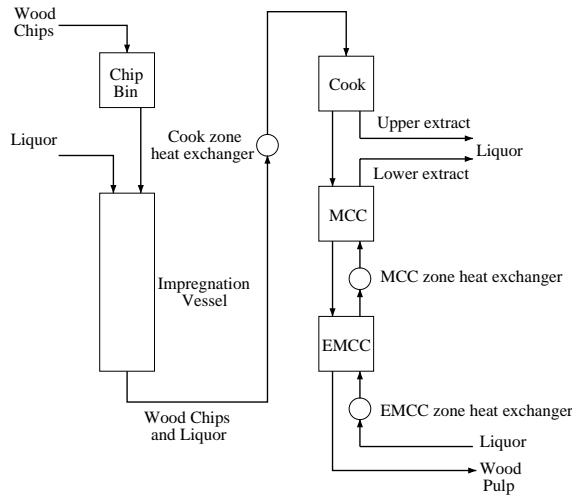 Wood
Chips
Chip
Bin
Liquor
Impregnation
Vessel
Wood Chips
and Liquor
Cook zone
heat exchanger
Cook
Upper extract
Liquor
Lower extract
MCC
MCC zone heat exchanger
EMCC
EMCC zone heat exchanger
Liquor
Wood
Pulp